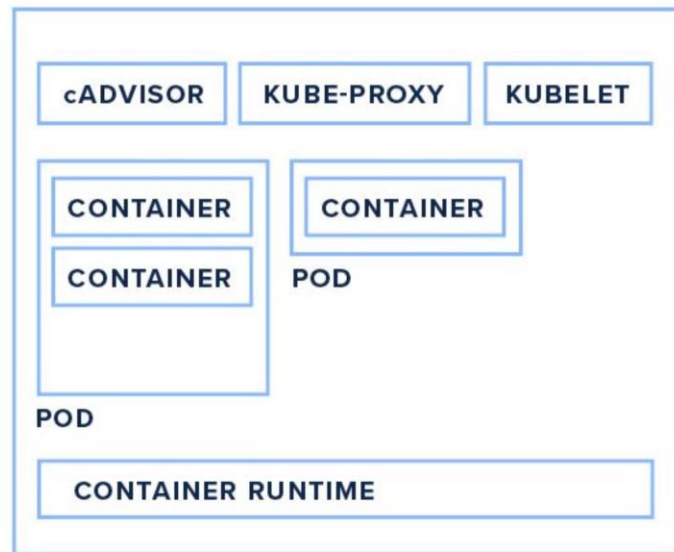 cADVISOR KUBE-PROXY KUBELET
CONTAINER CONTAINER
CONTAINER POD
POD
CONTAINER RUNTIME